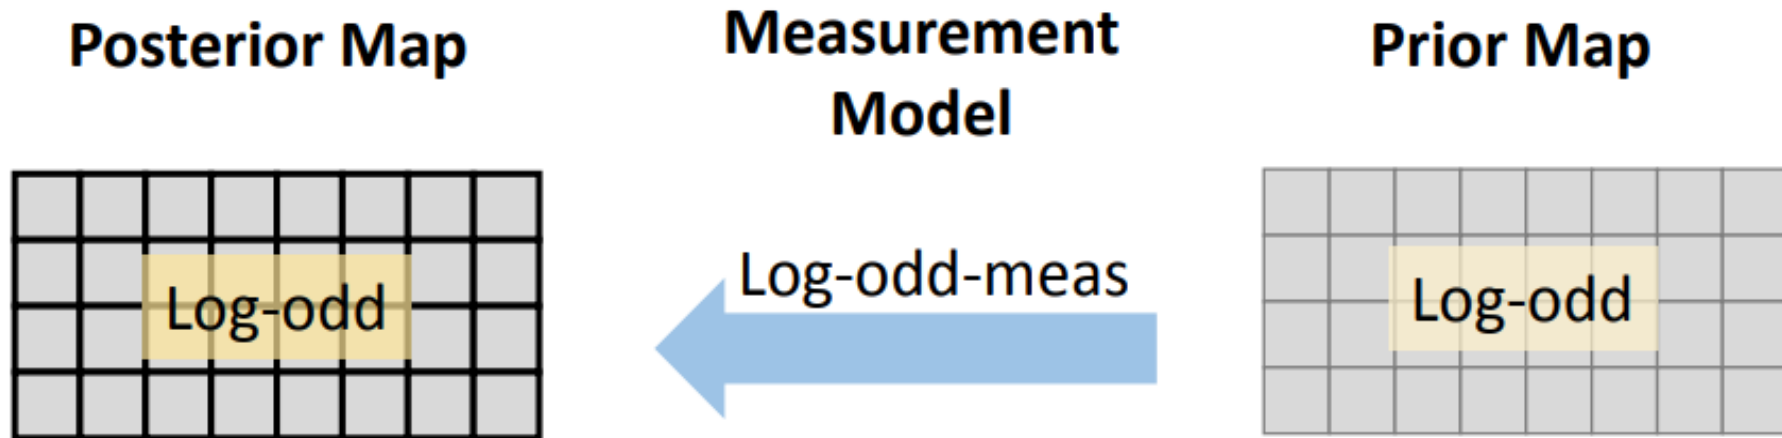 Posterior Map
Measurement
Model
Prior Map
Log-odd
Log-odd-meas
Log-odd